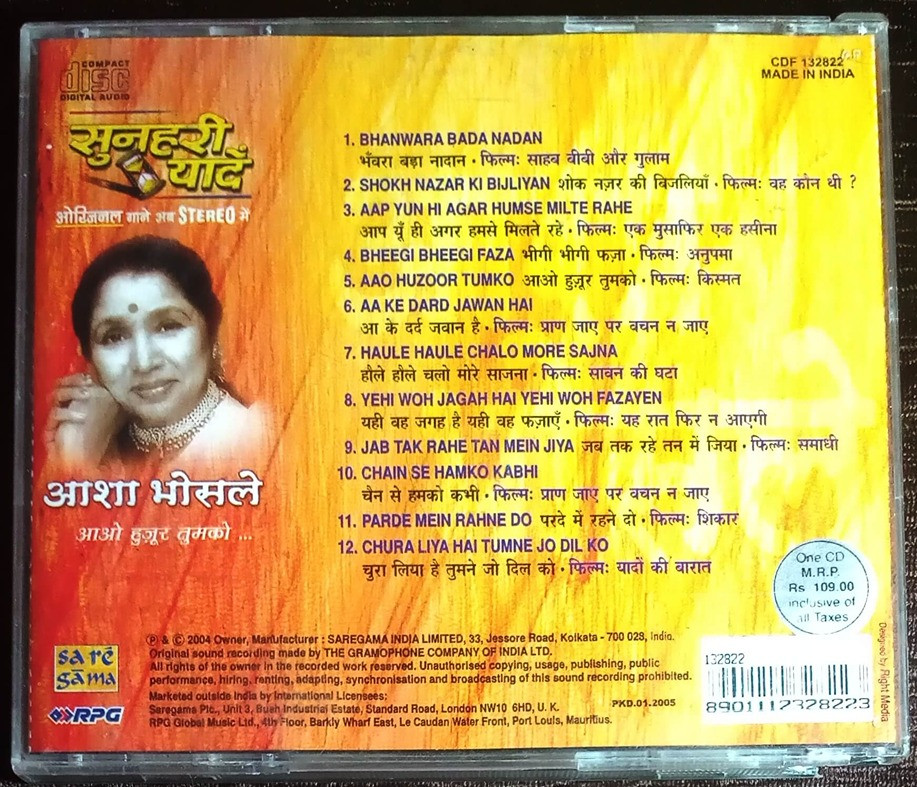 COMPACT
disc
DIGITAL AUDIO
CDF 132822
MADE IN INDIA
सुनहरी
यादें
ओरिजिनल गाने अब STEREO में
1. BHANWARA BADA NADAN
भँवरा बड़ा नादान • फिल्मः साहब बीबी और गुलाम
2. SHOKH NAZAR KI BIJLIYAN शोक नज़र की बिजलियाँ • फिल्मः वह कौन थी ?
3. AAP YUN HI AGAR HUMSE MILTE RAHE
आप यूँ ही अगर हमसे मिलते रहे • फिल्मः एक मुसाफिर एक हसीना
4. BHEEGI BHEEGI FAZA भीगी भीगी फज़ा • फिल्मः अनुपमा
5. AAO HUZOOR TUMKO आओ हुज़ूर तुमको • फिल्मः किस्मत
6. AA KE DARD JAWAN HAI
आ के दर्द जवान है • फिल्मः प्राण जाए पर वचन न जाए
7. HAULE HAULE CHALO MORE SAJNA
हौले हौले चलो मोरे साजना • फिल्मः सावन की घटा
8. YEHI WOH JAGAH HAI YEHI WOH FAZAYEN
यही वह जगह है यही वह फज़ाएँ • फिल्मः यह रात फिर न आएगी
9. JAB TAK RAHE TAN MEIN JIYA जब तक रहे तन में जिया • फिल्मः समाधी
10. CHAIN SE HAMKO KABHI
चैन से हमको कभी • फिल्मः प्राण जाए पर वचन न जाए
11. PARDE MEIN RAHNE DO परदे में रहने दो • फिल्मः शिकार
12. CHURA LIYA HAI TUMNE JO DIL KO
चुरा लिया है तुमने जो दिल को • फिल्मः यादों की बारात
आशा भोसले
आओ हुज़ूर तुमको ...
One CD
M.R.P.
Rs 109.00
inclusive of
all Taxes
℗ & © 2004 Owner, Manufacturer : SAREGAMA INDIA LIMITED, 33, Jessore Road, Kolkata - 700 028, India.
Original sound recording made by THE GRAMOPHONE COMPANY OF INDIA LTD.
All rights of the owner in the recorded work reserved. Unauthorised copying, usage, publishing, public
performance, hiring, renting, adapting, synchronisation and broadcasting of this sound recording prohibited.
Marketed outside India by International Licensees:
Saregama Plc., Unit 3, Bush Industrial Estate, Standard Road, London NW10 6HD, U. K.
RPG Global Music Ltd., 4th Floor, Barkly Wharf East, Le Caudan Water Front, Port Louis, Mauritius.
PKD.01.2005
sa re
ga ma
RPG
132822
8901117328223
Designed by Right Media